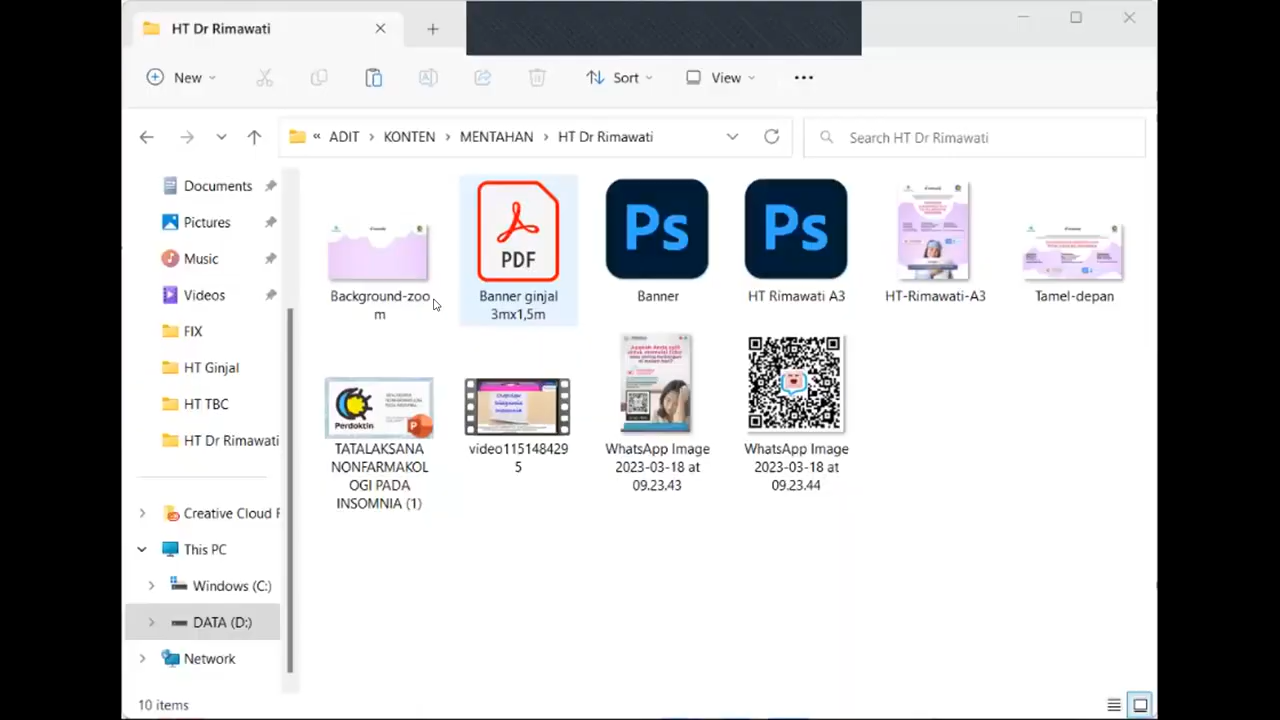 HT Dr Rimawati
New
Sort
View
« ADIT > KONTEN > MENTAHAN > HT Dr Rimawati
Search HT Dr Rimawati
Documents
Pictures
Music
Videos
FIX
HT Ginjal
HT TBC
HT Dr Rimawati
Creative Cloud F
This PC
Windows (C:)
DATA (D:)
Network
Background-zoo
m
PDF
Banner ginjal
3mx1,5m
Ps
Banner
Ps
HT Rimawati A3
HT-Rimawati-A3
Tamel-depan
Perdoktin
TATALAKSANA
NONFARMAKOL
OGI PADA
INSOMNIA (1)
video115148429
5
WhatsApp Image
2023-03-18 at
09.23.43
WhatsApp Image
2023-03-18 at
09.23.44
10 items